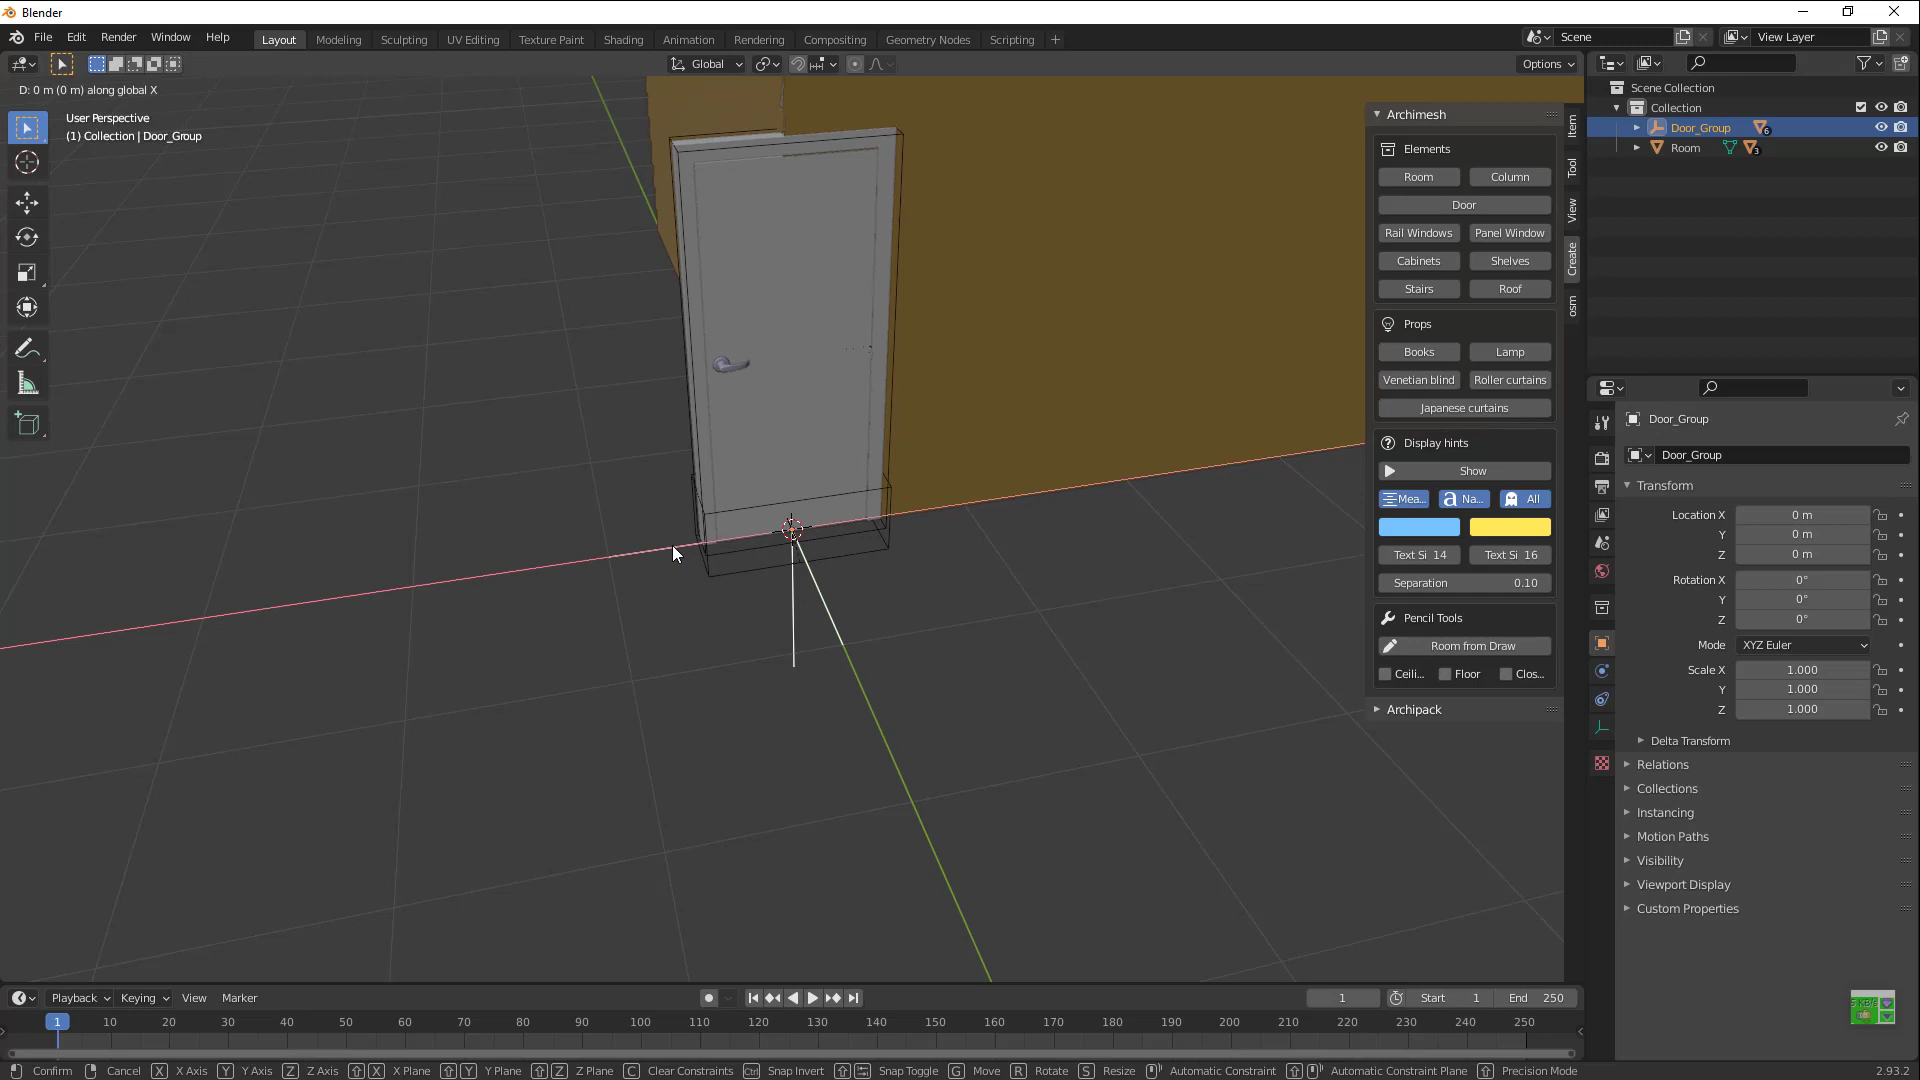 Blender
File Edit Render Window Help Layout Modeling Sculpting UV Editing Texture Paint Shading Animation Rendering Compositing Geometry Nodes Scripting + Scene View Layer
Global Options
D: 0 m (0 m) along global X
User Perspective
(1) Collection | Door_Group
Archimesh
Elements
Room Column
Door
Rail Windows Panel Window
Cabinets Shelves
Stairs Roof
Props
Books Lamp
Venetian blind Roller curtains
Japanese curtains
Display hints
Show
Mea... a Na... All
Text Si 14 Text Si 16
Separation 0.10
Pencil Tools
Room from Draw
Ceili... Floor Clos...
Archipack
Item
Tool
View
Create
osm
Scene Collection
Collection
Door_Group 6
Room 3
Door_Group
Door_Group
Transform
Location X 0 m
Y 0 m
Z 0 m
Rotation X 0°
Y 0°
Z 0°
Mode XYZ Euler
Scale X 1.000
Y 1.000
Z 1.000
Delta Transform
Relations
Collections
Instancing
Motion Paths
Visibility
Viewport Display
Custom Properties
Playback Keying View Marker 1 Start 1 End 250
1 10 20 30 40 50 60 70 80 90 100 110 120 130 140 150 160 170 180 190 200 210 220 230 240 250
Confirm Cancel X X Axis Y Y Axis Z Z Axis X X Plane Y Y Plane Z Z Plane C Clear Constraints Ctrl Snap Invert Snap Toggle G Move R Rotate S Resize Automatic Constraint Automatic Constraint Plane Precision Mode 2.93.2